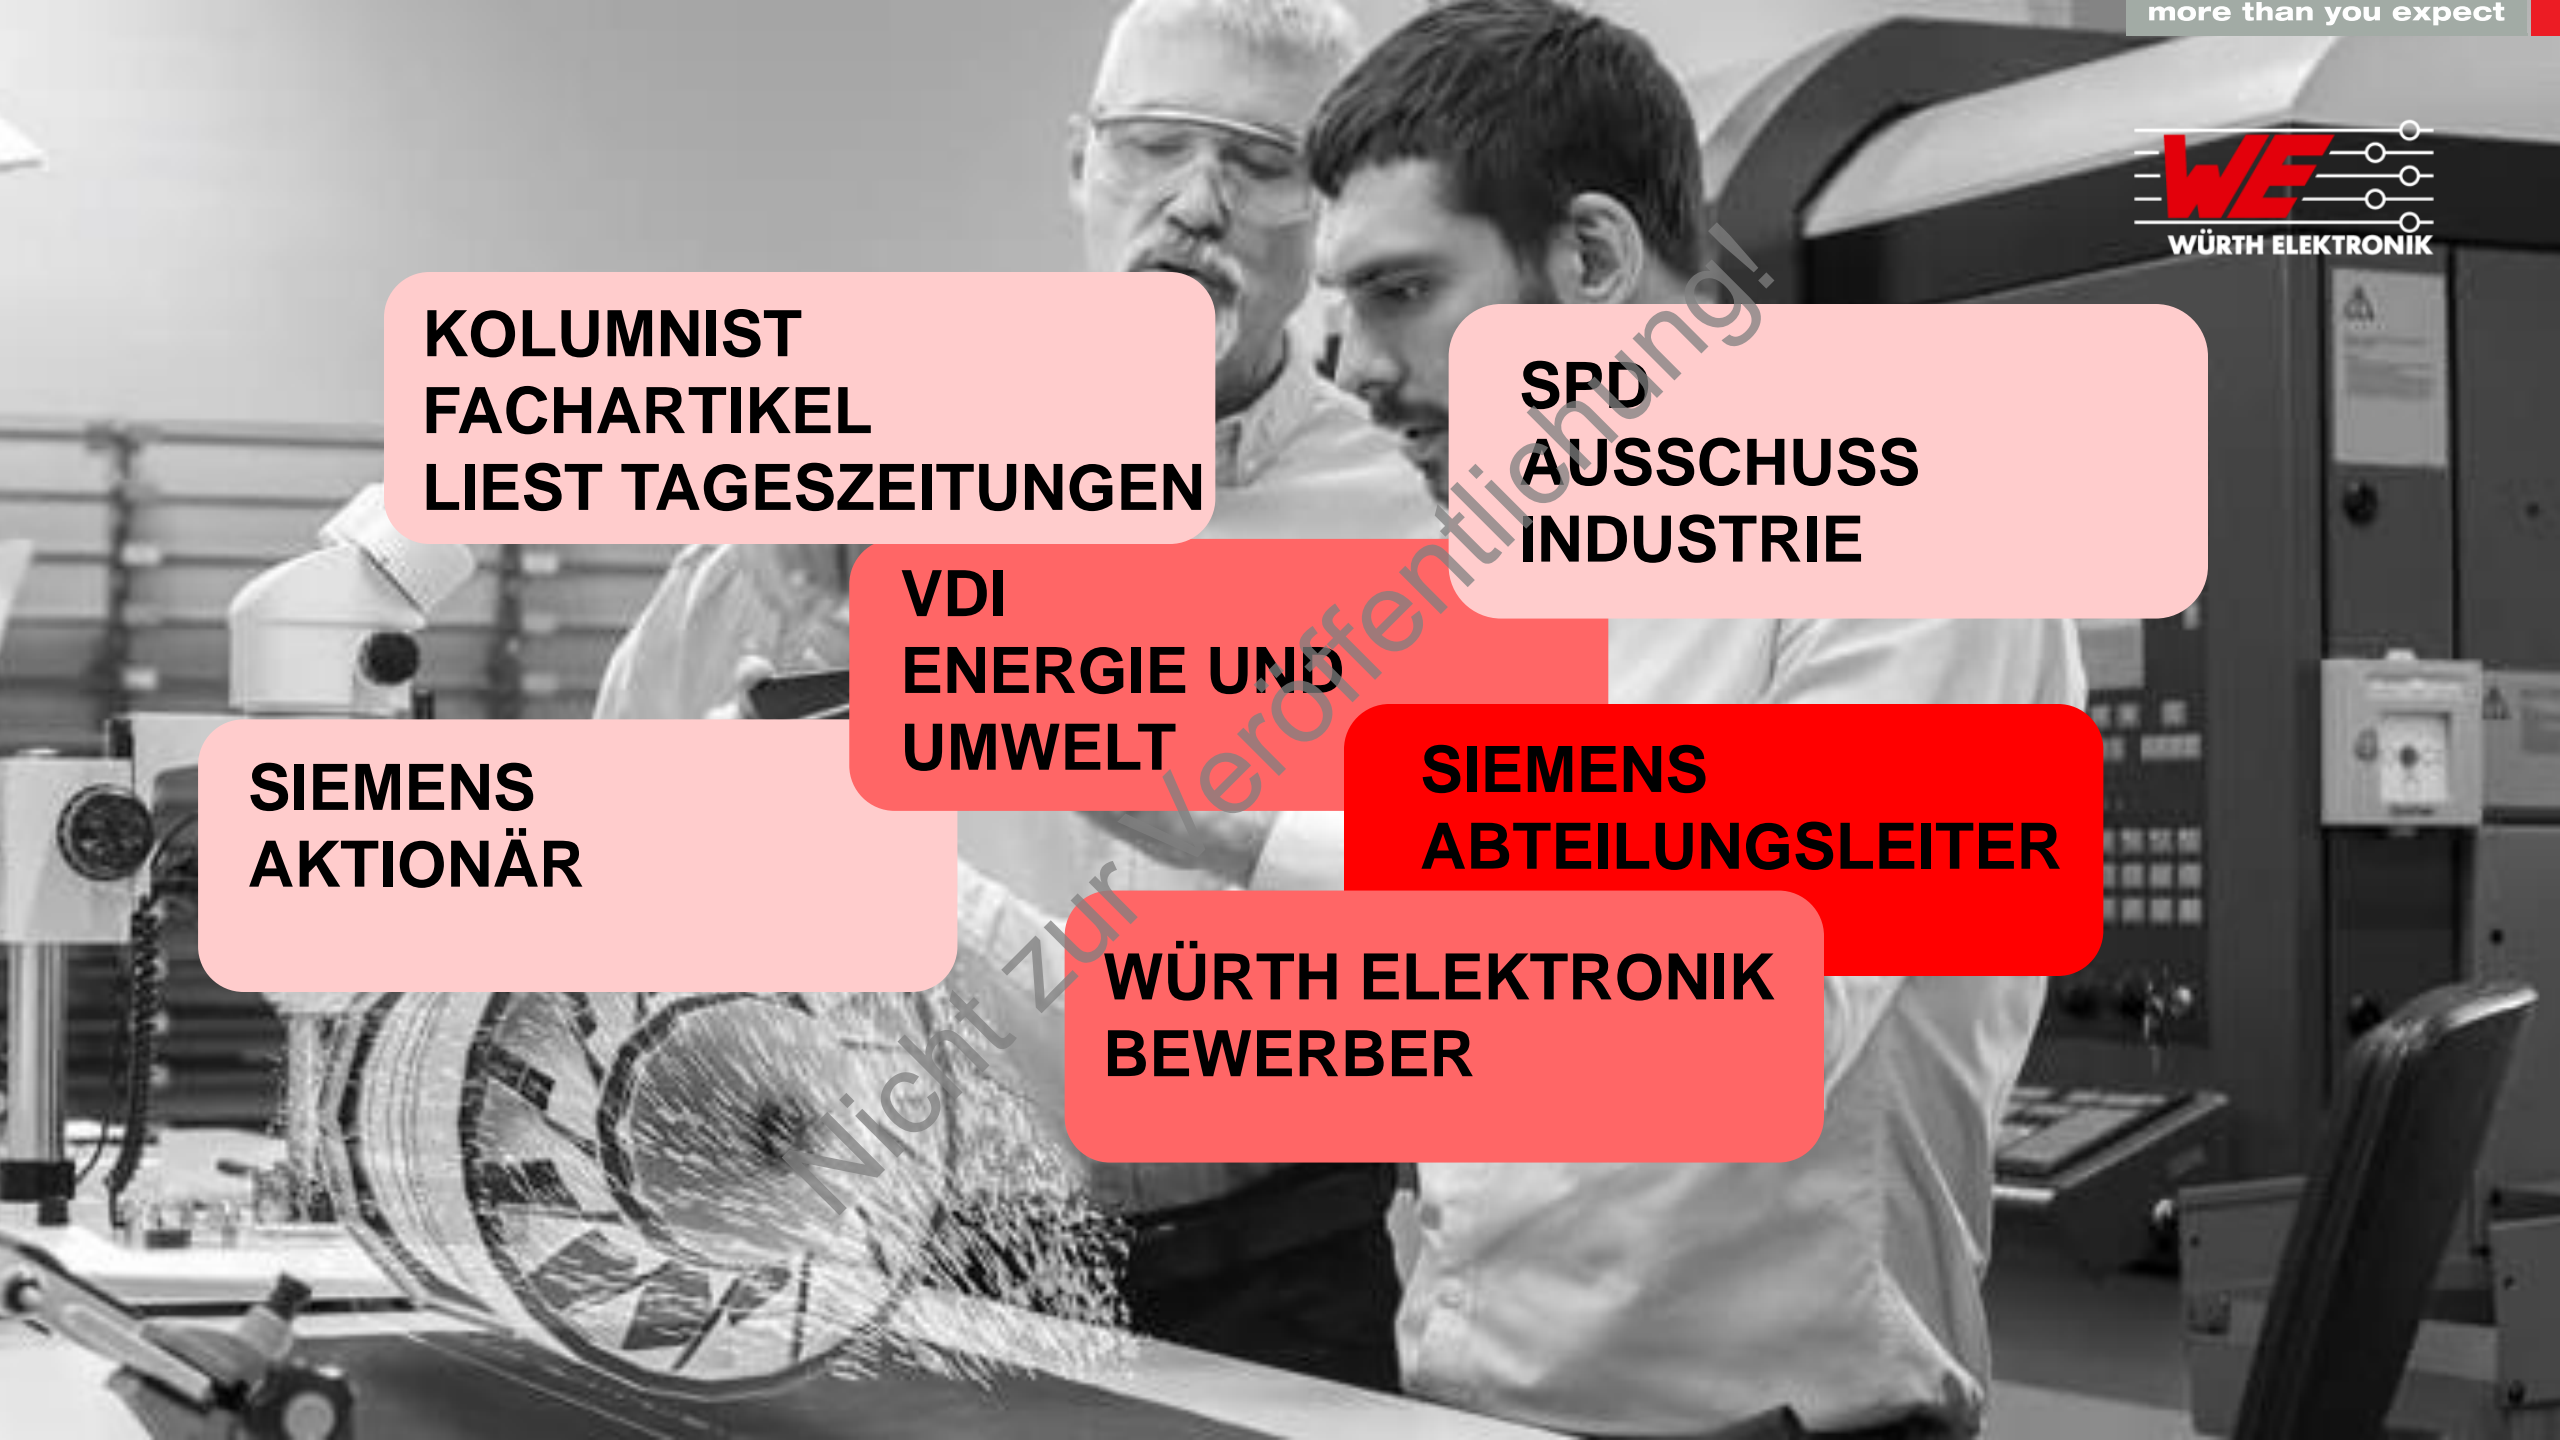 more than you expect
WE
WÜRTH ELEKTRONIK
KOLUMNIST
FACHARTIKEL
LIEST TAGESZEITUNGEN
SPD
AUSSCHUSS
INDUSTRIE
VDI
ENERGIE UND
UMWELT
SIEMENS
AKTIONÄR
SIEMENS
ABTEILUNGSLEITER
WÜRTH ELEKTRONIK
BEWERBER
Nicht zur Veröffentlichung!